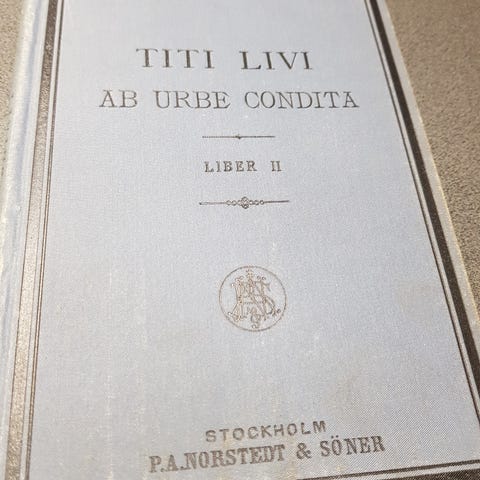 TITI LIVI
AB URBE CONDITA
LIBER II
STOCKHOLM
P.A.NORSTEDT & SÖNER